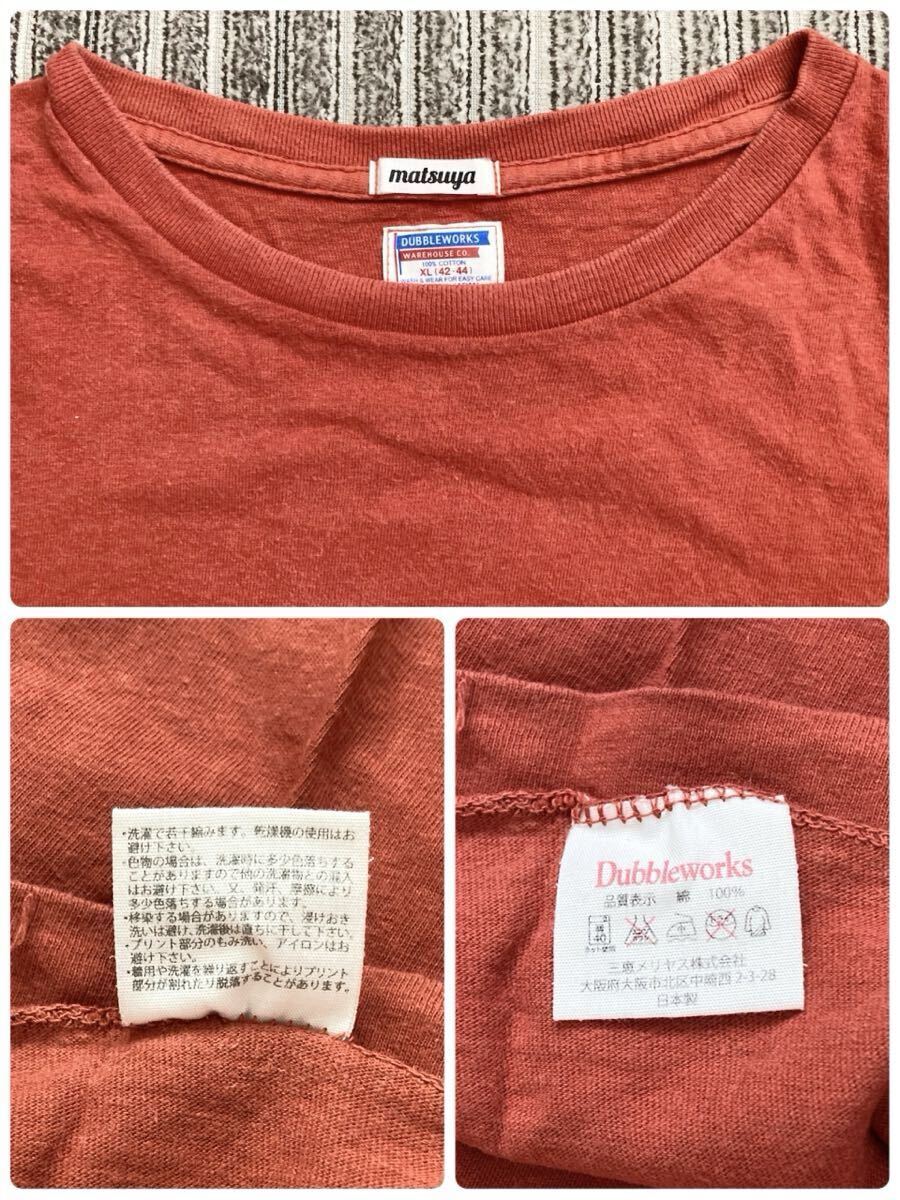 matsuya
DUBBLEWORKS
WAREHOUSE CO.
100% COTTON
XL (42-44)
WASH & WEAR FOR EASY CARE
・洗濯で若干縮みます。乾燥機の使用はお
避け下さい。
・色物の場合は、洗濯時に多少色落ちする
ことがありますので他の洗濯物との混入
はお避け下さい。又、発汗、摩擦により
多少色落ちする場合があります。
・移染する場合がありますので、浸けおき
洗いは避け、洗濯後は直ちに干して下さい。
・プリント部分のもみ洗い、アイロンはお
避け下さい。
・着用や洗濯を繰り返すことによりプリント
部分が割れたり脱落することがあります。
Dubbleworks
品質表示 綿 100%
40
中
ネット使用
三恵メリヤス株式会社
大阪府大阪市北区中崎西2-3-28
日本製